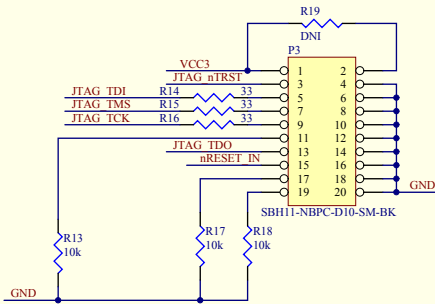 R19
DNI
P3
VCC3
1 2
JTAG_nTRST
3 4
JTAG_TDI R14 33 5 6
JTAG_TMS R15 33 7 8
JTAG_TCK R16 33 9 10
11 12
JTAG_TDO
13 14
nRESET_IN
15 16
17 18
19 20
GND
SBH11-NBPC-D10-SM-BK
R13
10k
R17
10k
R18
10k
GND